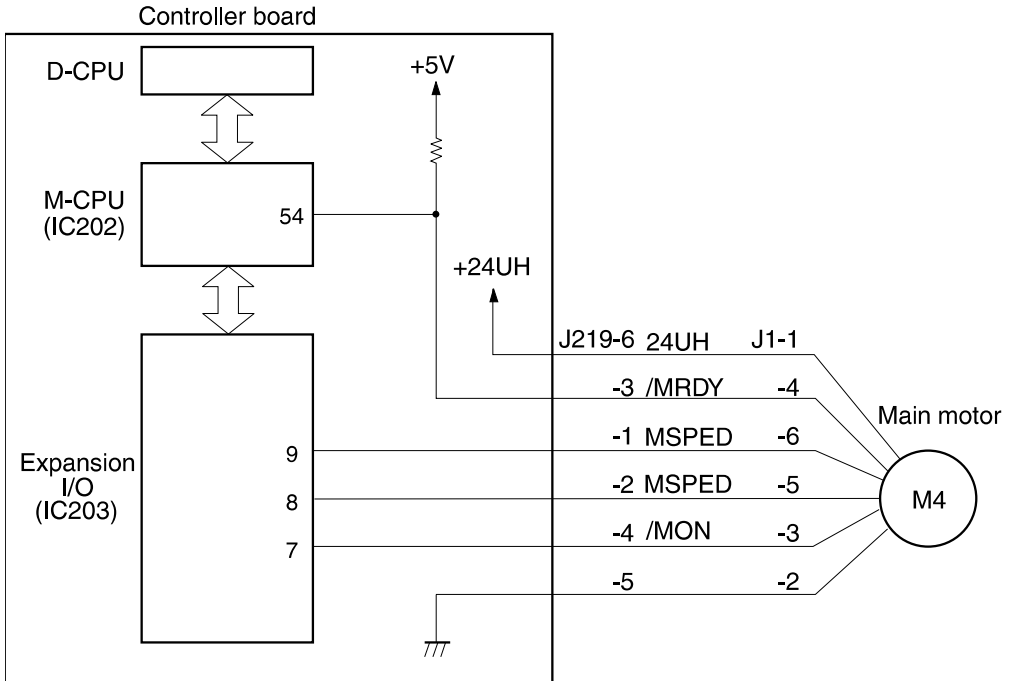 Controller board
D-CPU
+5V
M-CPU
(IC202)
54
+24UH
J219-6 24UH J1-1
-3 /MRDY -4
Main motor
-1 MSPED -6
9
Expansion
I/O
(IC203)
-2 MSPED -5
8
M4
-4 /MON -3
7
-5 -2